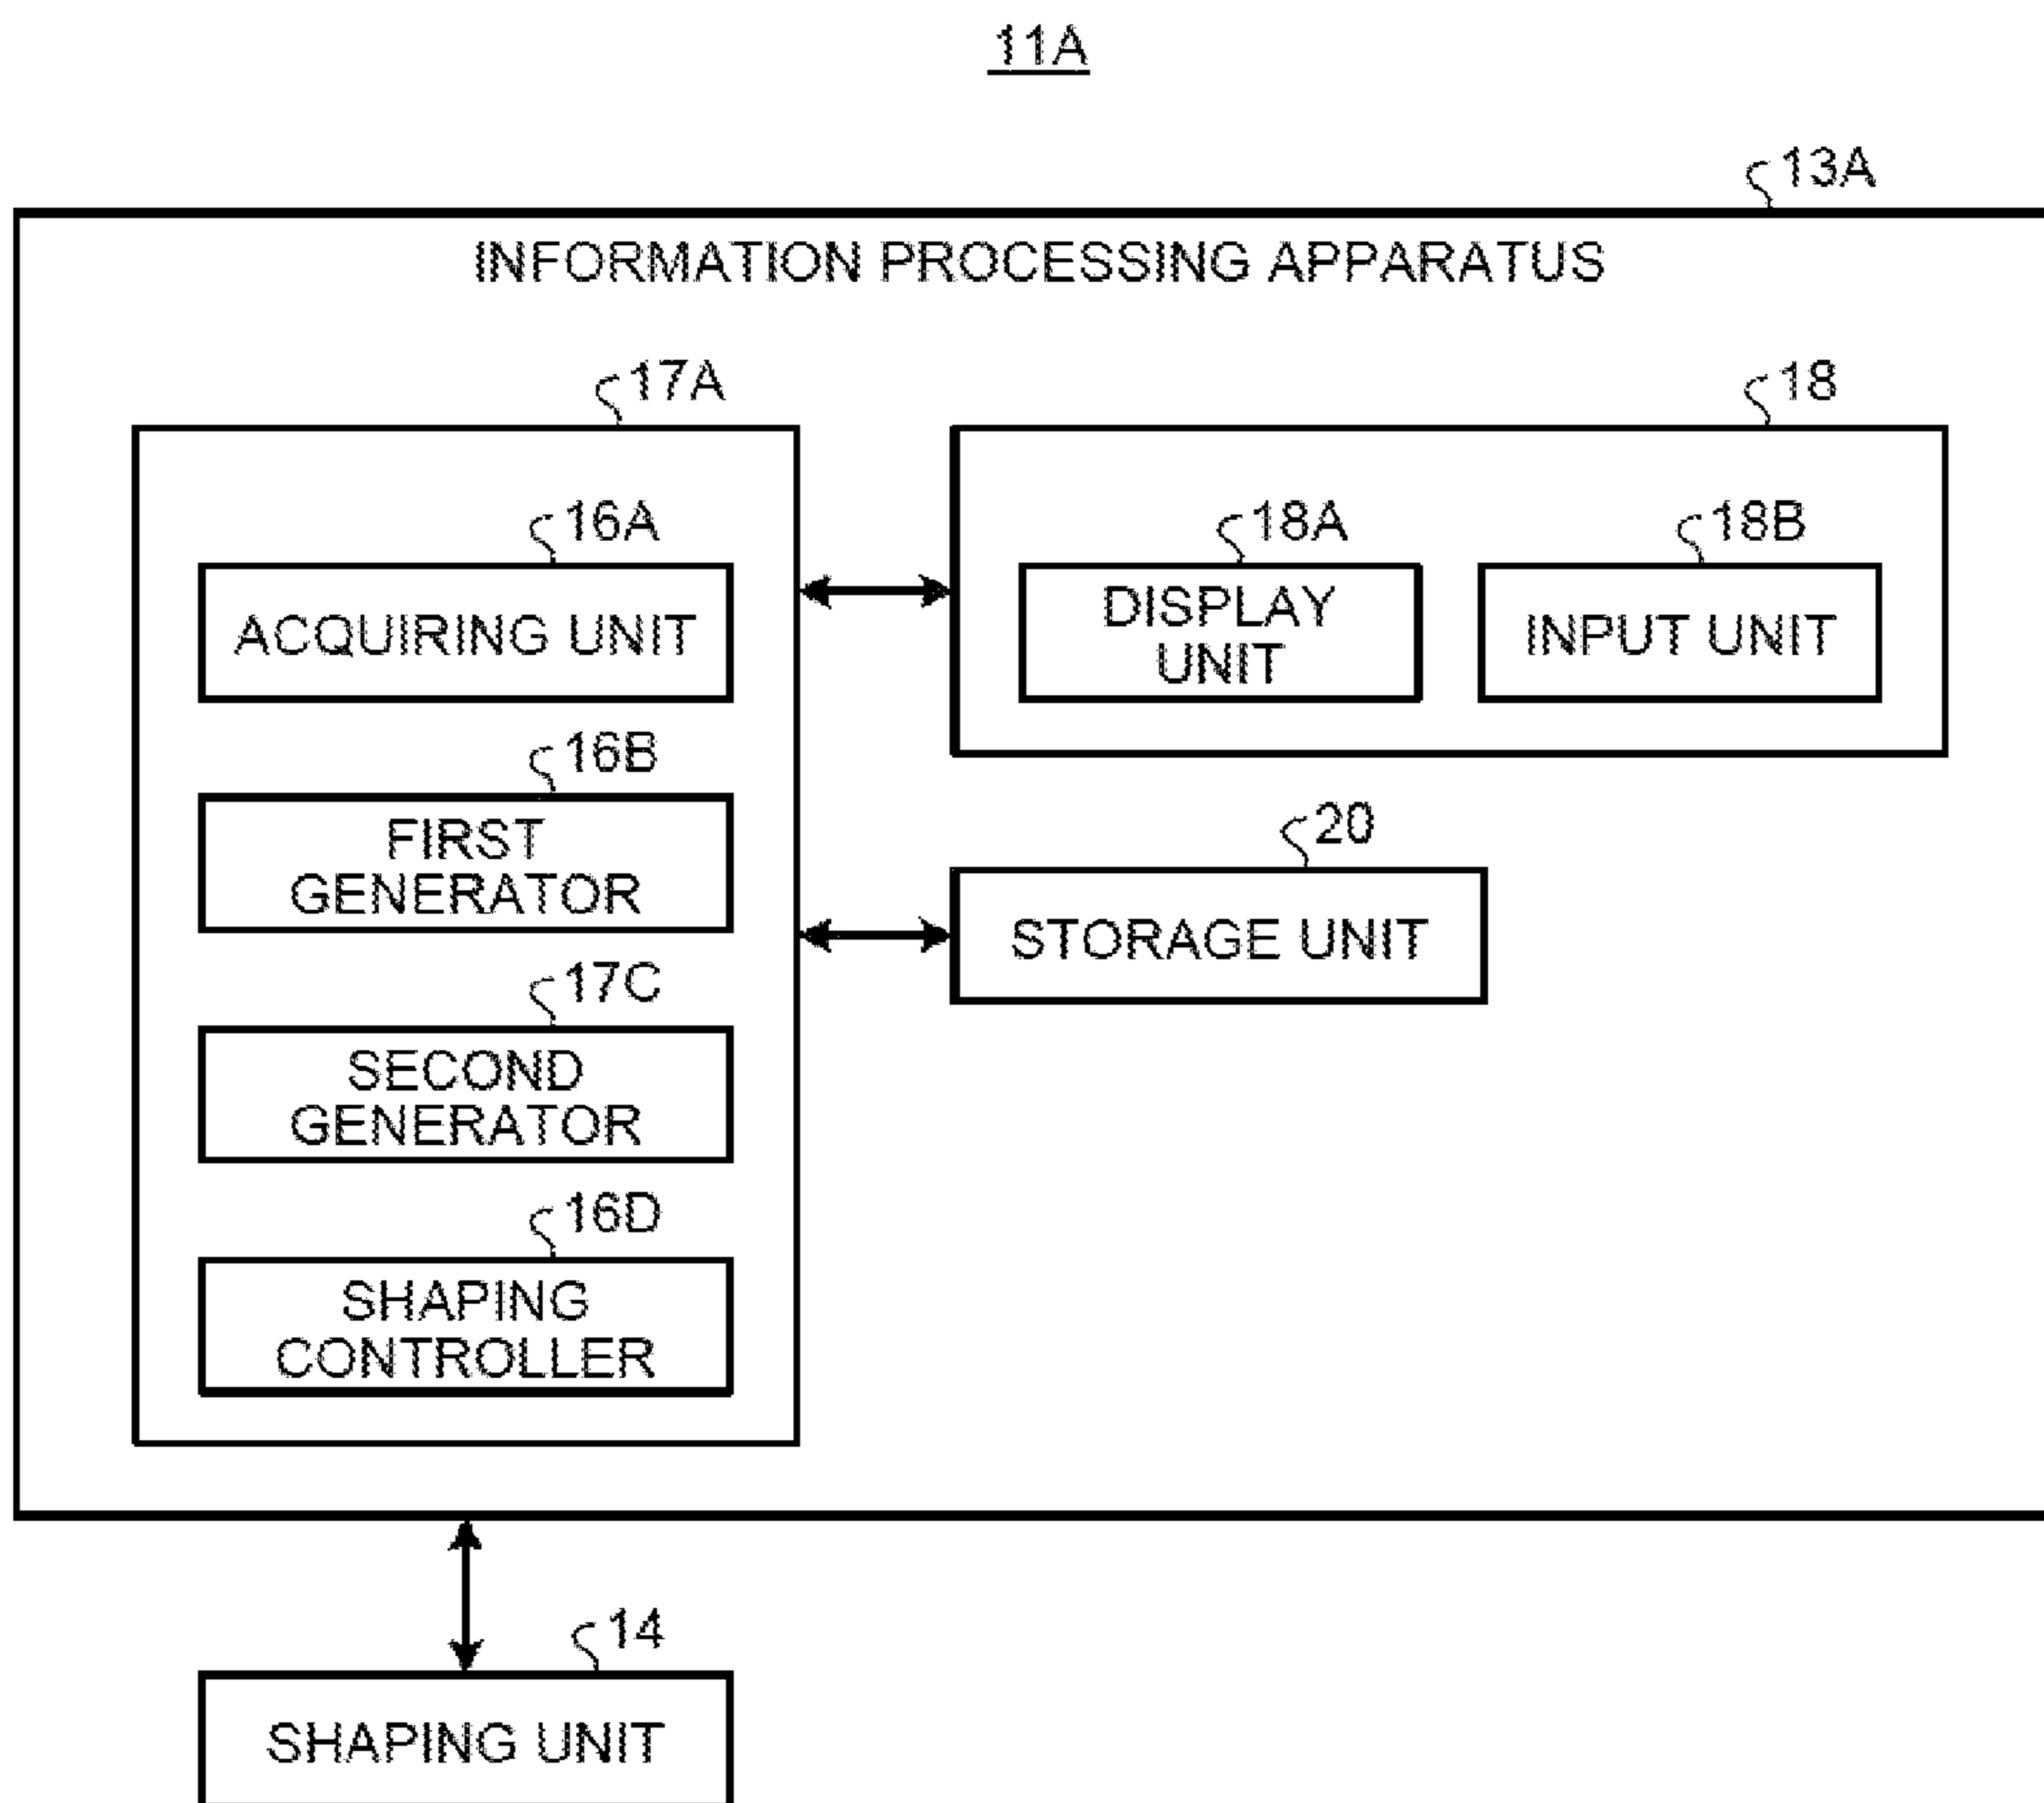 11A
13A
INFORMATION PROCESSING APPARATUS
17A
18
16A
ACQUIRING UNIT
18A
DISPLAY
UNIT
18B
INPUT UNIT
16B
FIRST
GENERATOR
20
STORAGE UNIT
17C
SECOND
GENERATOR
16D
SHAPING
CONTROLLER
14
SHAPING UNIT